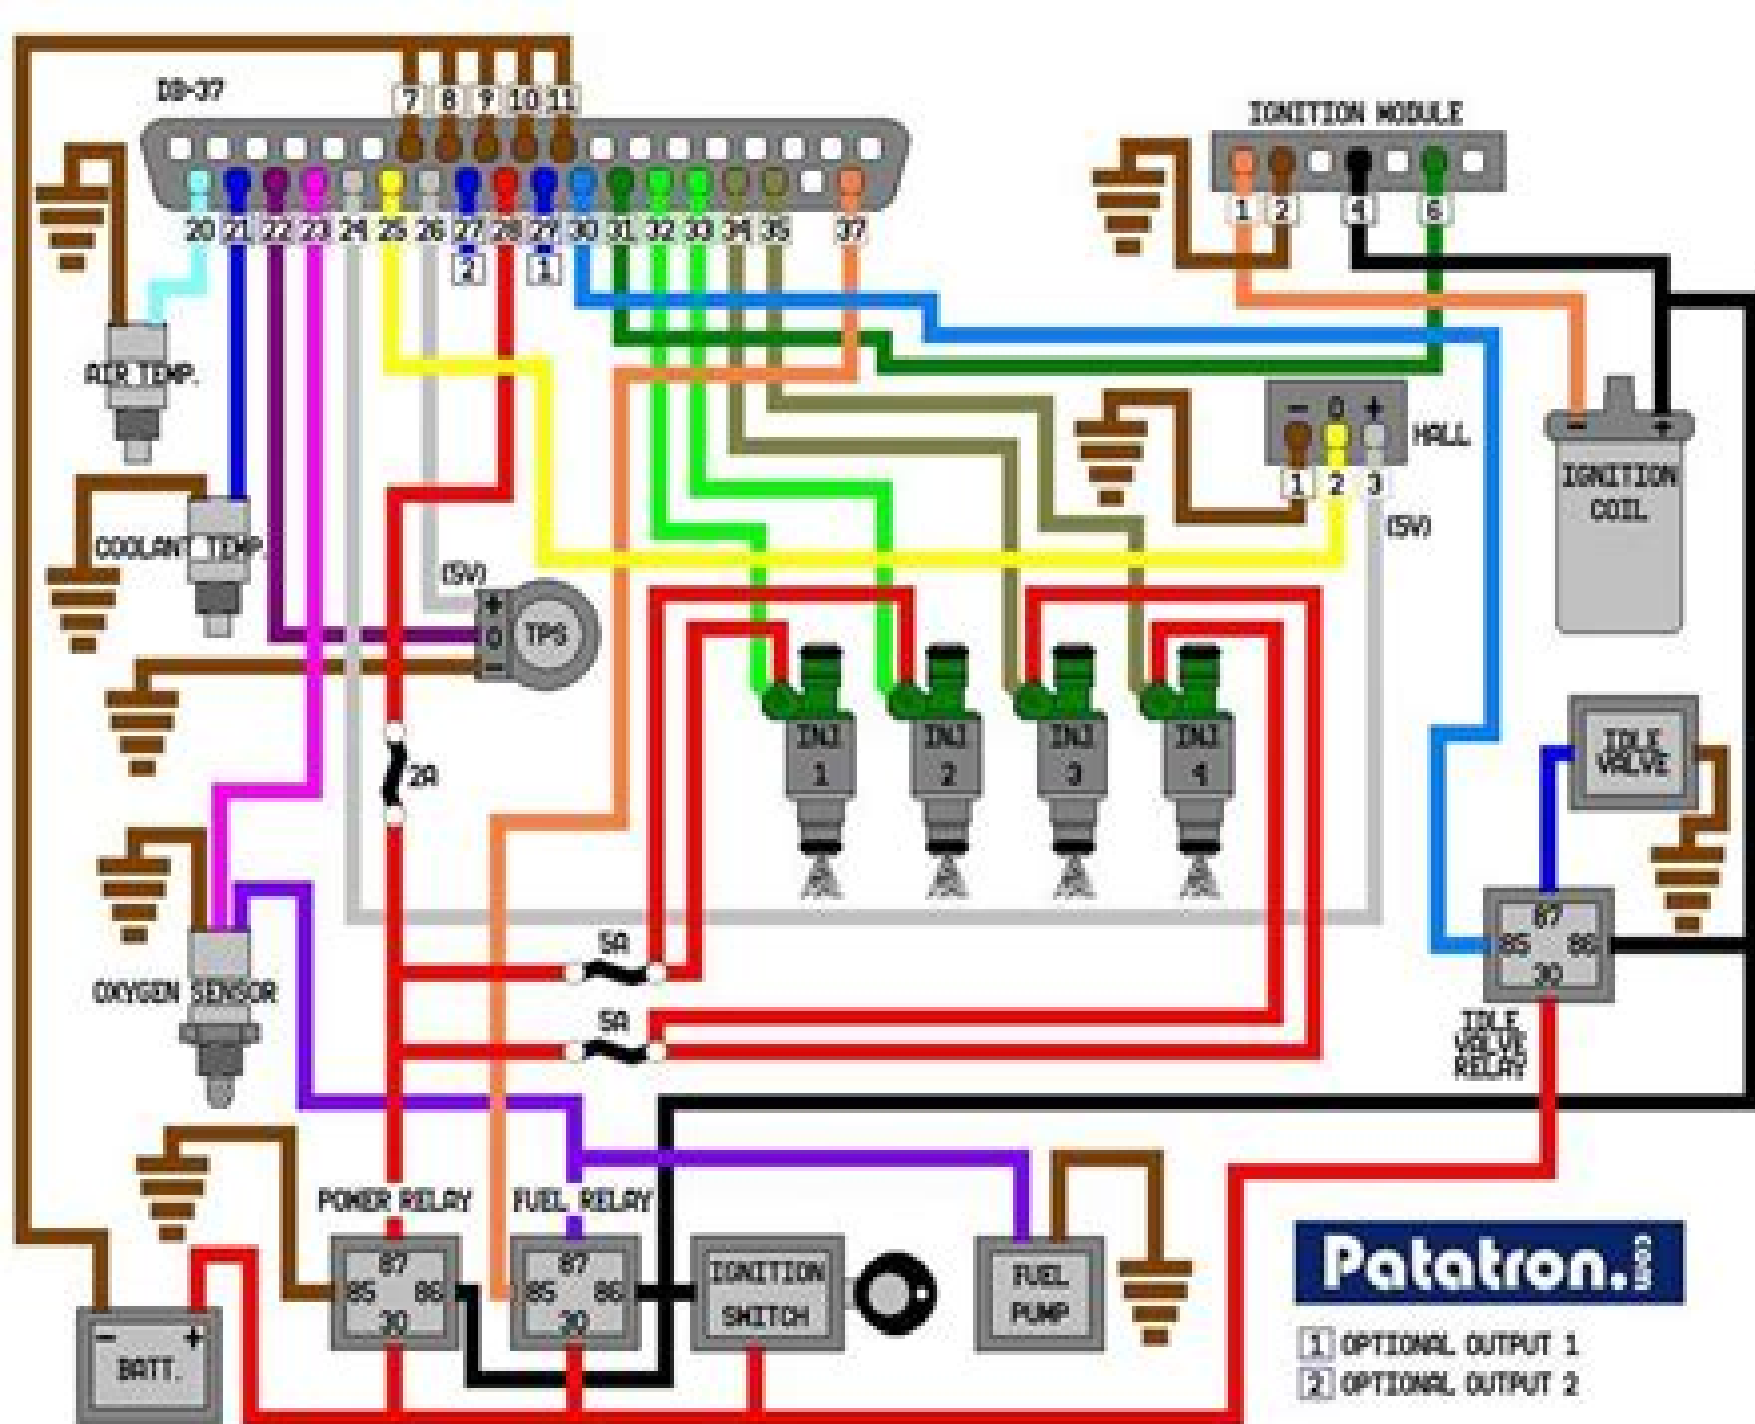 DB-37
7 8 9 10 11
20 21 22 23 24 25 26 27 28 29 30 31 32 33 34 35 37
2 1
IGNITION MODULE
1 2 4 6
AIR TEMP.
- 0 +
HALL
1 2 3
(5V)
- +
IGNITION
COIL
COOLANT TEMP.
(5V)
+
0
-
TPS
2A
INJ
1
INJ
2
INJ
3
INJ
4
IDLE
VALVE
87
85 86
30
IDLE
VALVE
RELAY
5A
5A
OXYGEN SENSOR
POWER RELAY
FUEL RELAY
87
85 86
30
87
85 86
30
IGNITION
SWITCH
FUEL
PUMP
- +
BATT.
Patatron.com
1 OPTIONAL OUTPUT 1
2 OPTIONAL OUTPUT 2